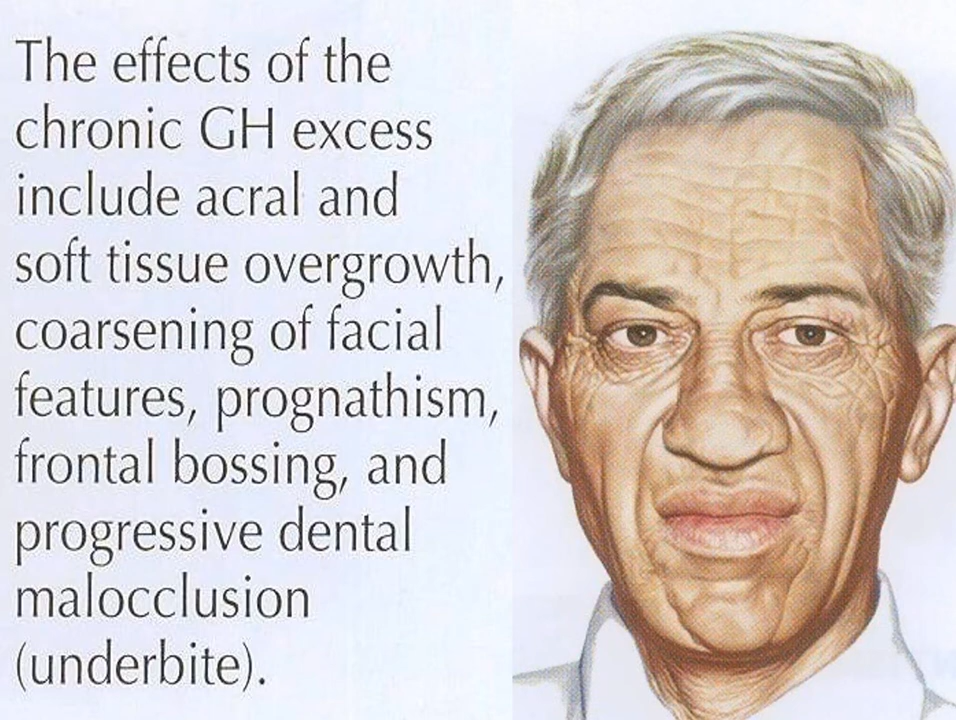 The effects of the
chronic GH excess
include acral and
soft tissue overgrowth,
coarsening of facial
features, prognathism,
frontal bossing, and
progressive dental
malocclusion
(underbite).